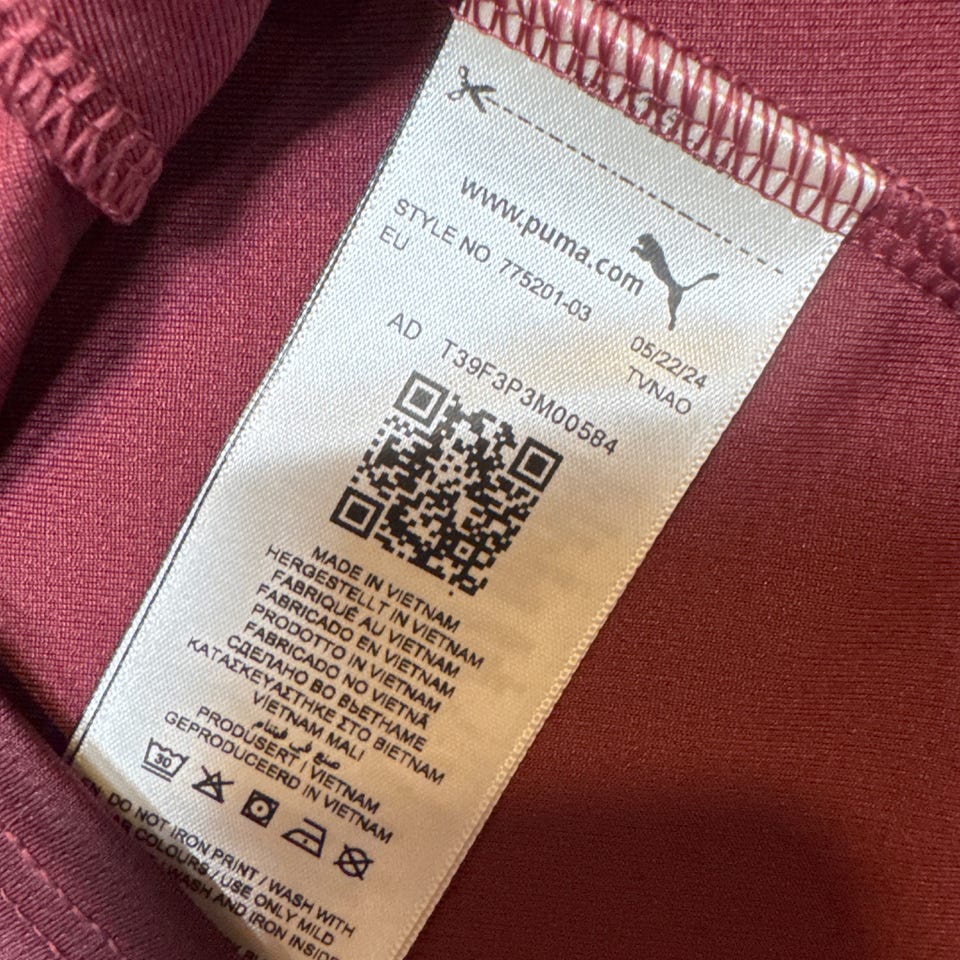 www.puma.com
STYLE NO 775201-03
EU
05/22/24
TVNAO
AD T39F3P3M00584
MADE IN VIETNAM
HERGESTELLT IN VIETNAM
FABRIQUÉ AU VIETNAM
FABRICADO EN VIETNAM
PRODOTTO IN VIETNAM
FABRICADO NO VIETNÃ
СДЕЛАНО ВО ВЬЕТНАМЕ
ΚΑΤΑΣΚΕΥΑΣΤΗΚΕ ΣΤΟ ΒΙΕΤΝΑΜ
VIETNAM MALI
صنع في فيتنام
PRODUSERT I VIETNAM
GEPRODUCEERD IN VIETNAM
30
DO NOT IRON PRINT / WASH WITH
COLOURS / USE ONLY MILD
/ WASH AND IRON INSIDE